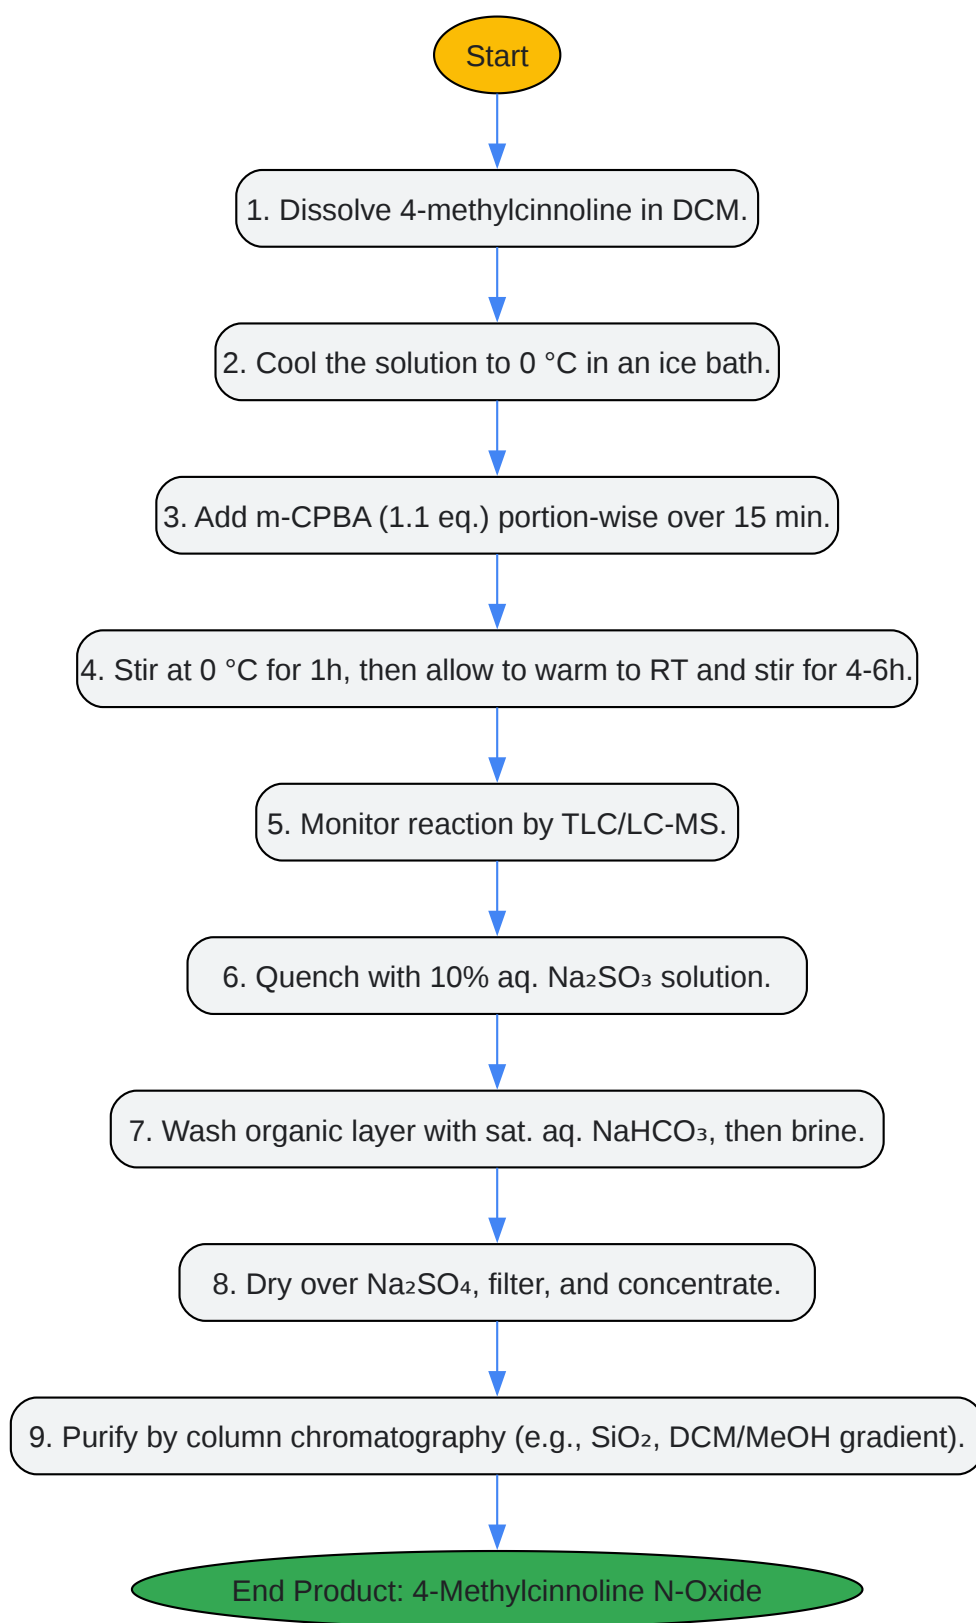 Start
1. Dissolve 4-methylcinnoline in DCM.
2. Cool the solution to 0 °C in an ice bath.
3. Add m-CPBA (1.1 eq.) portion-wise over 15 min.
4. Stir at 0 °C for 1h, then allow to warm to RT and stir for 4-6h.
5. Monitor reaction by TLC/LC-MS.
6. Quench with 10% aq. Na₂SO₃ solution.
7. Wash organic layer with sat. aq. NaHCO₃, then brine.
8. Dry over Na₂SO₄, filter, and concentrate.
9. Purify by column chromatography (e.g., SiO₂, DCM/MeOH gradient).
End Product: 4-Methylcinnoline N-Oxide